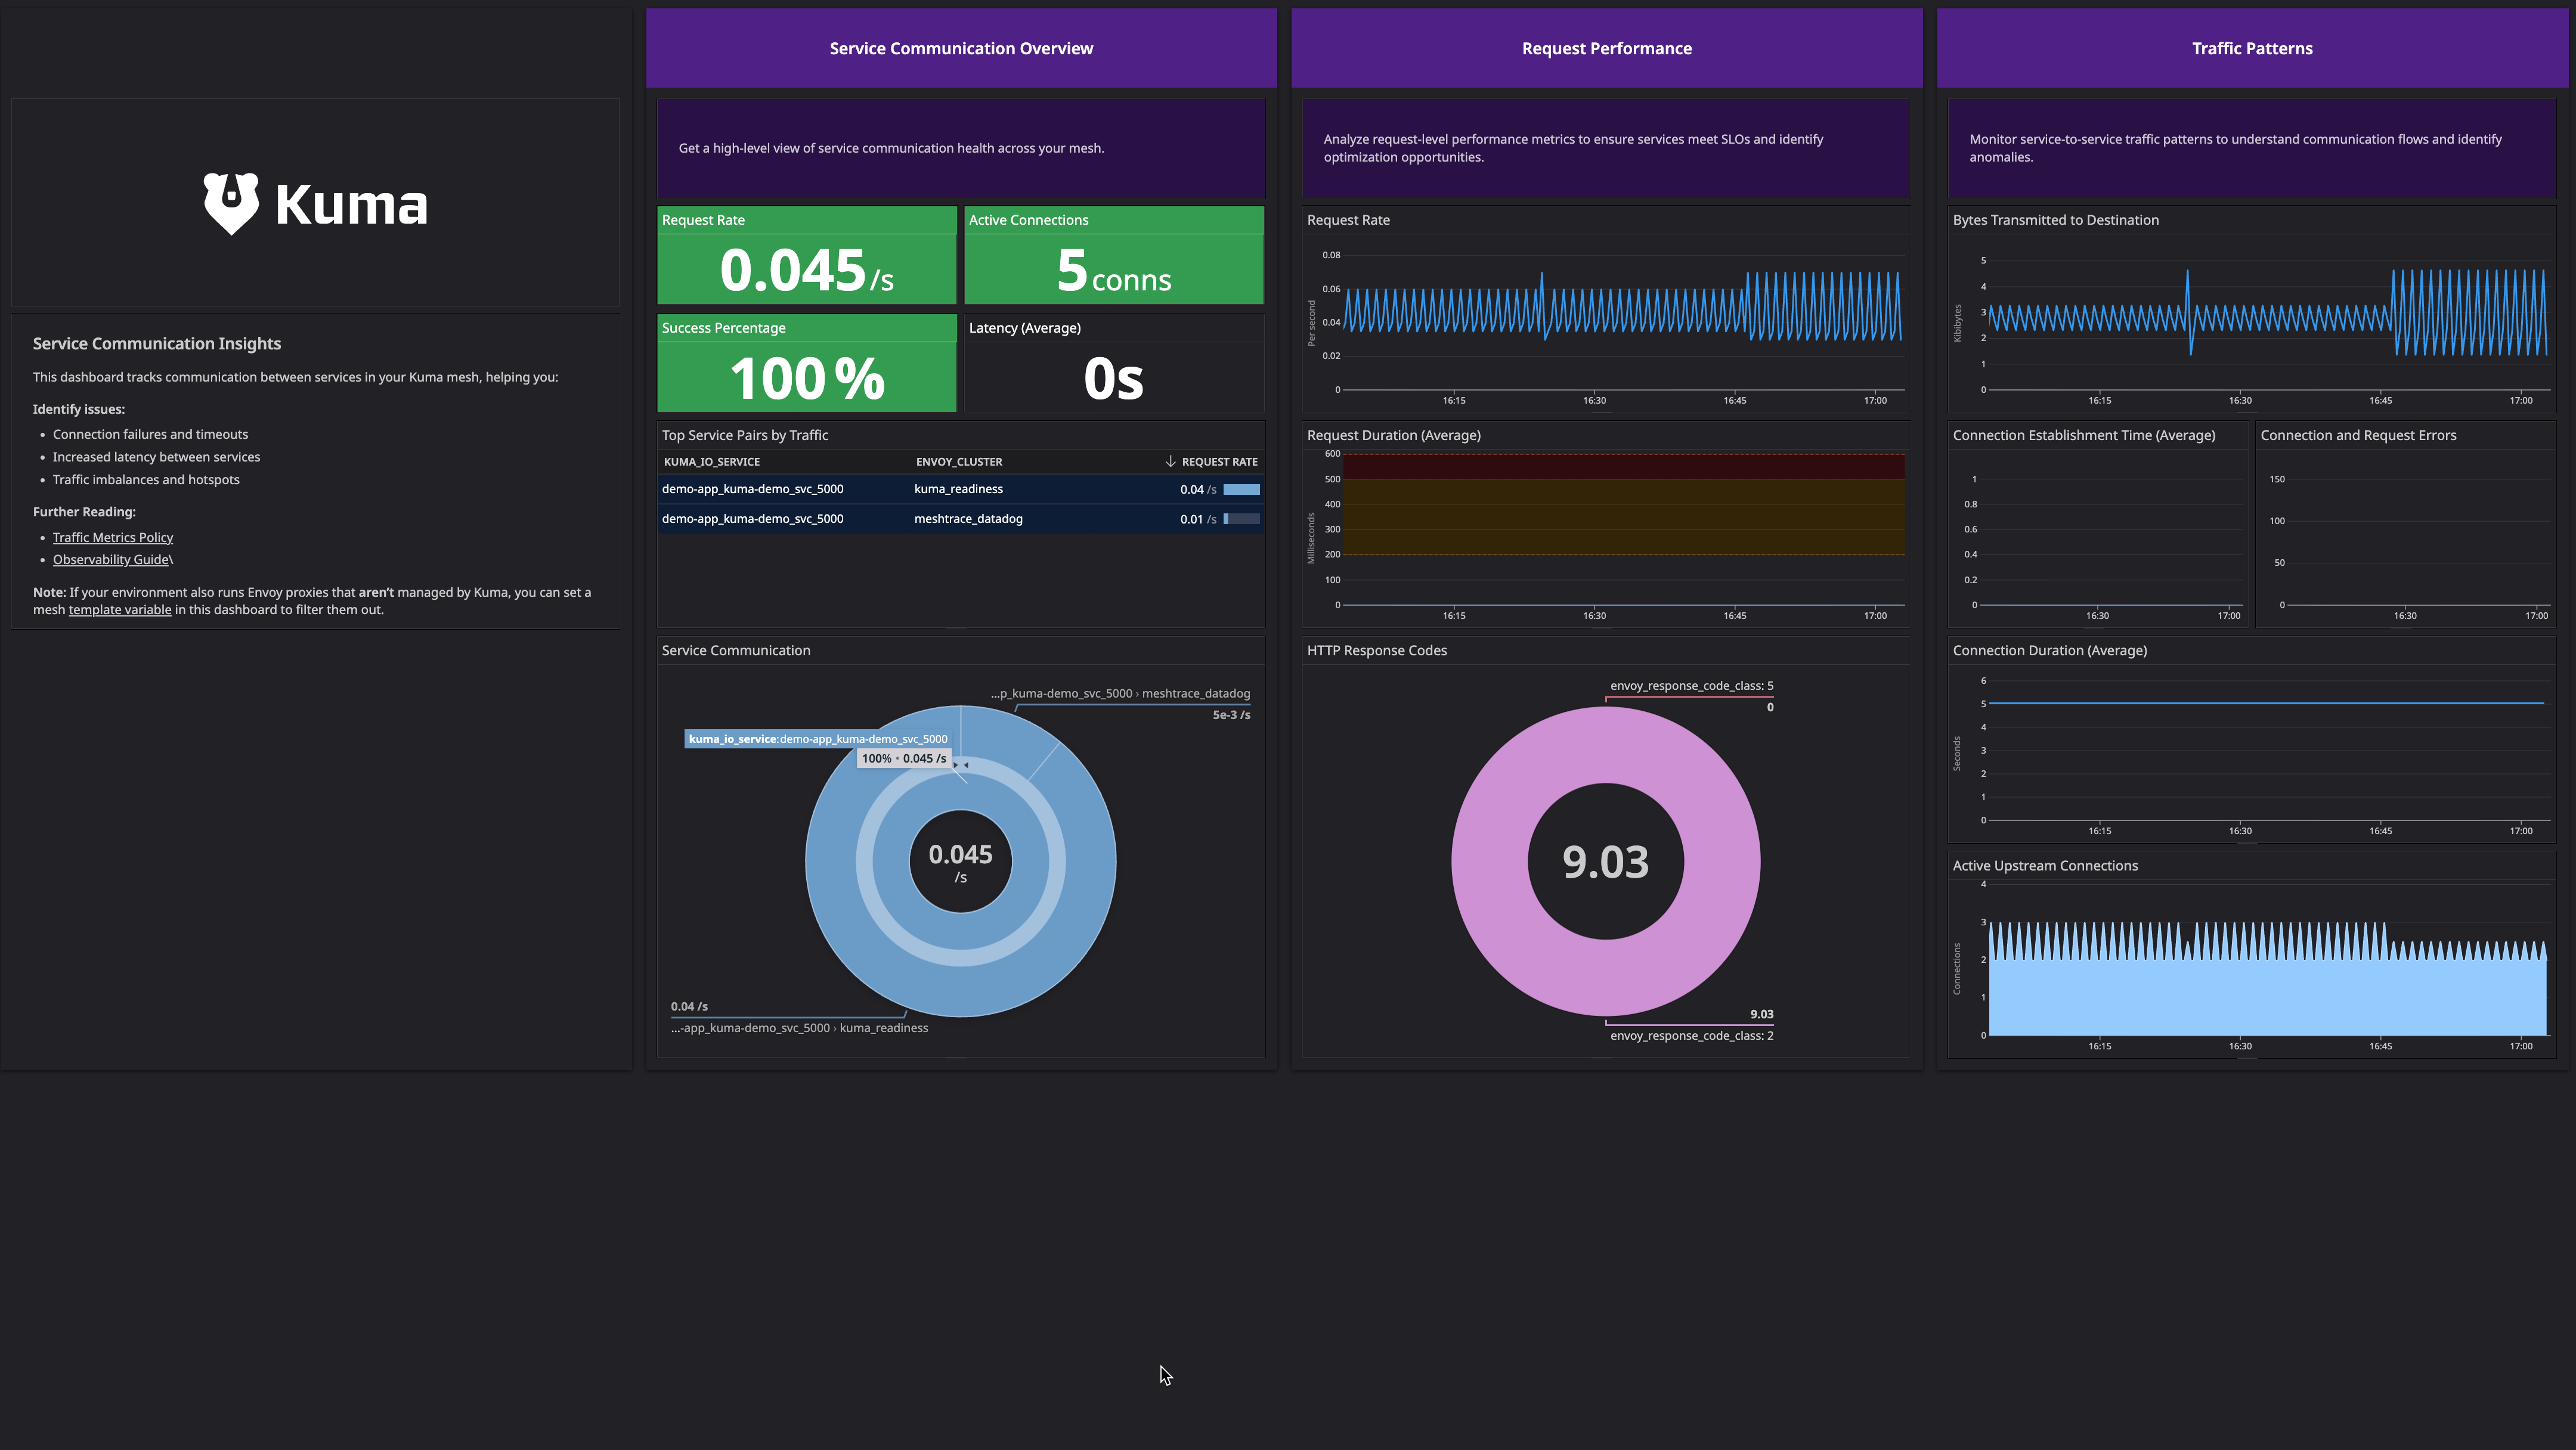 Kuma
Service Communication Insights
This dashboard tracks communication between services in your Kuma mesh, helping you:
Identify issues:
• Connection failures and timeouts
• Increased latency between services
• Traffic imbalances and hotspots
Further Reading:
• Traffic Metrics Policy
• Observability Guide\
Note: If your environment also runs Envoy proxies that aren't managed by Kuma, you can set a
mesh template variable in this dashboard to filter them out.
Service Communication Overview
Get a high-level view of service communication health across your mesh.
Request Rate
0.045/s
Active Connections
5 conns
Success Percentage
100 %
Latency (Average)
0s
Top Service Pairs by Traffic
KUMA_IO_SERVICE ENVOY_CLUSTER ↓ REQUEST RATE
demo-app_kuma-demo_svc_5000 kuma_readiness 0.04 /s
demo-app_kuma-demo_svc_5000 meshtrace_datadog 0.01 /s
Service Communication
...p_kuma-demo_svc_5000 › meshtrace_datadog
5e-3 /s
kuma_io_service:demo-app_kuma-demo_svc_5000
100% • 0.045 /s
0.045
/s
0.04 /s
...-app_kuma-demo_svc_5000 › kuma_readiness
Request Performance
Analyze request-level performance metrics to ensure services meet SLOs and identify
optimization opportunities.
Request Rate
Per second
0.08
0.06
0.04
0.02
0
16:15 16:30 16:45 17:00
Request Duration (Average)
Milliseconds
600
500
400
300
200
100
0
16:15 16:30 16:45 17:00
HTTP Response Codes
envoy_response_code_class: 5
0
9.03
9.03
envoy_response_code_class: 2
Traffic Patterns
Monitor service-to-service traffic patterns to understand communication flows and identify
anomalies.
Bytes Transmitted to Destination
Kibibytes
5
4
3
2
1
0
16:15 16:30 16:45 17:00
Connection Establishment Time (Average)
1
0.8
0.6
0.4
0.2
0
16:30 17:00
Connection and Request Errors
150
100
50
0
16:30 17:00
Connection Duration (Average)
Seconds
6
5
4
3
2
1
0
16:15 16:30 16:45 17:00
Active Upstream Connections
Connections
4
3
2
1
0
16:15 16:30 16:45 17:00